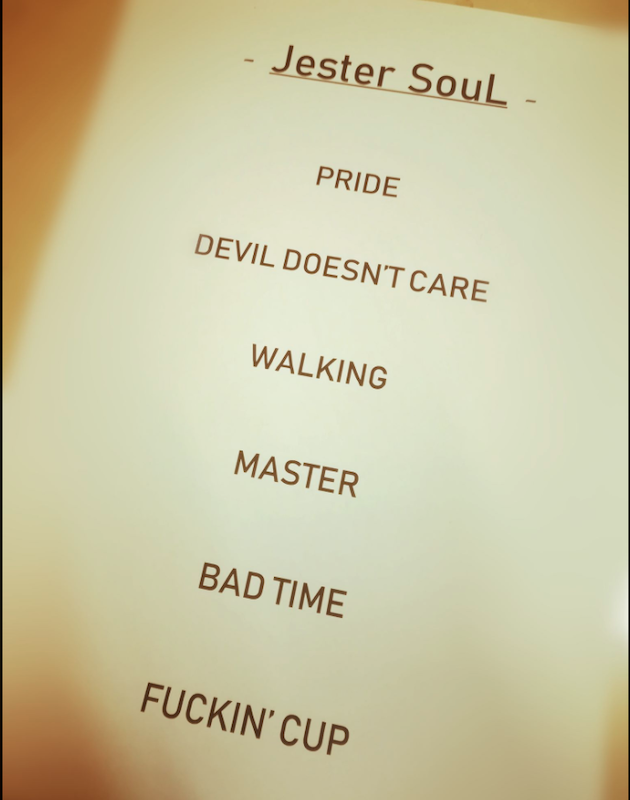 - Jester SouL -
PRIDE
DEVIL DOESN'T CARE
WALKING
MASTER
BAD TIME
FUCKIN' CUP